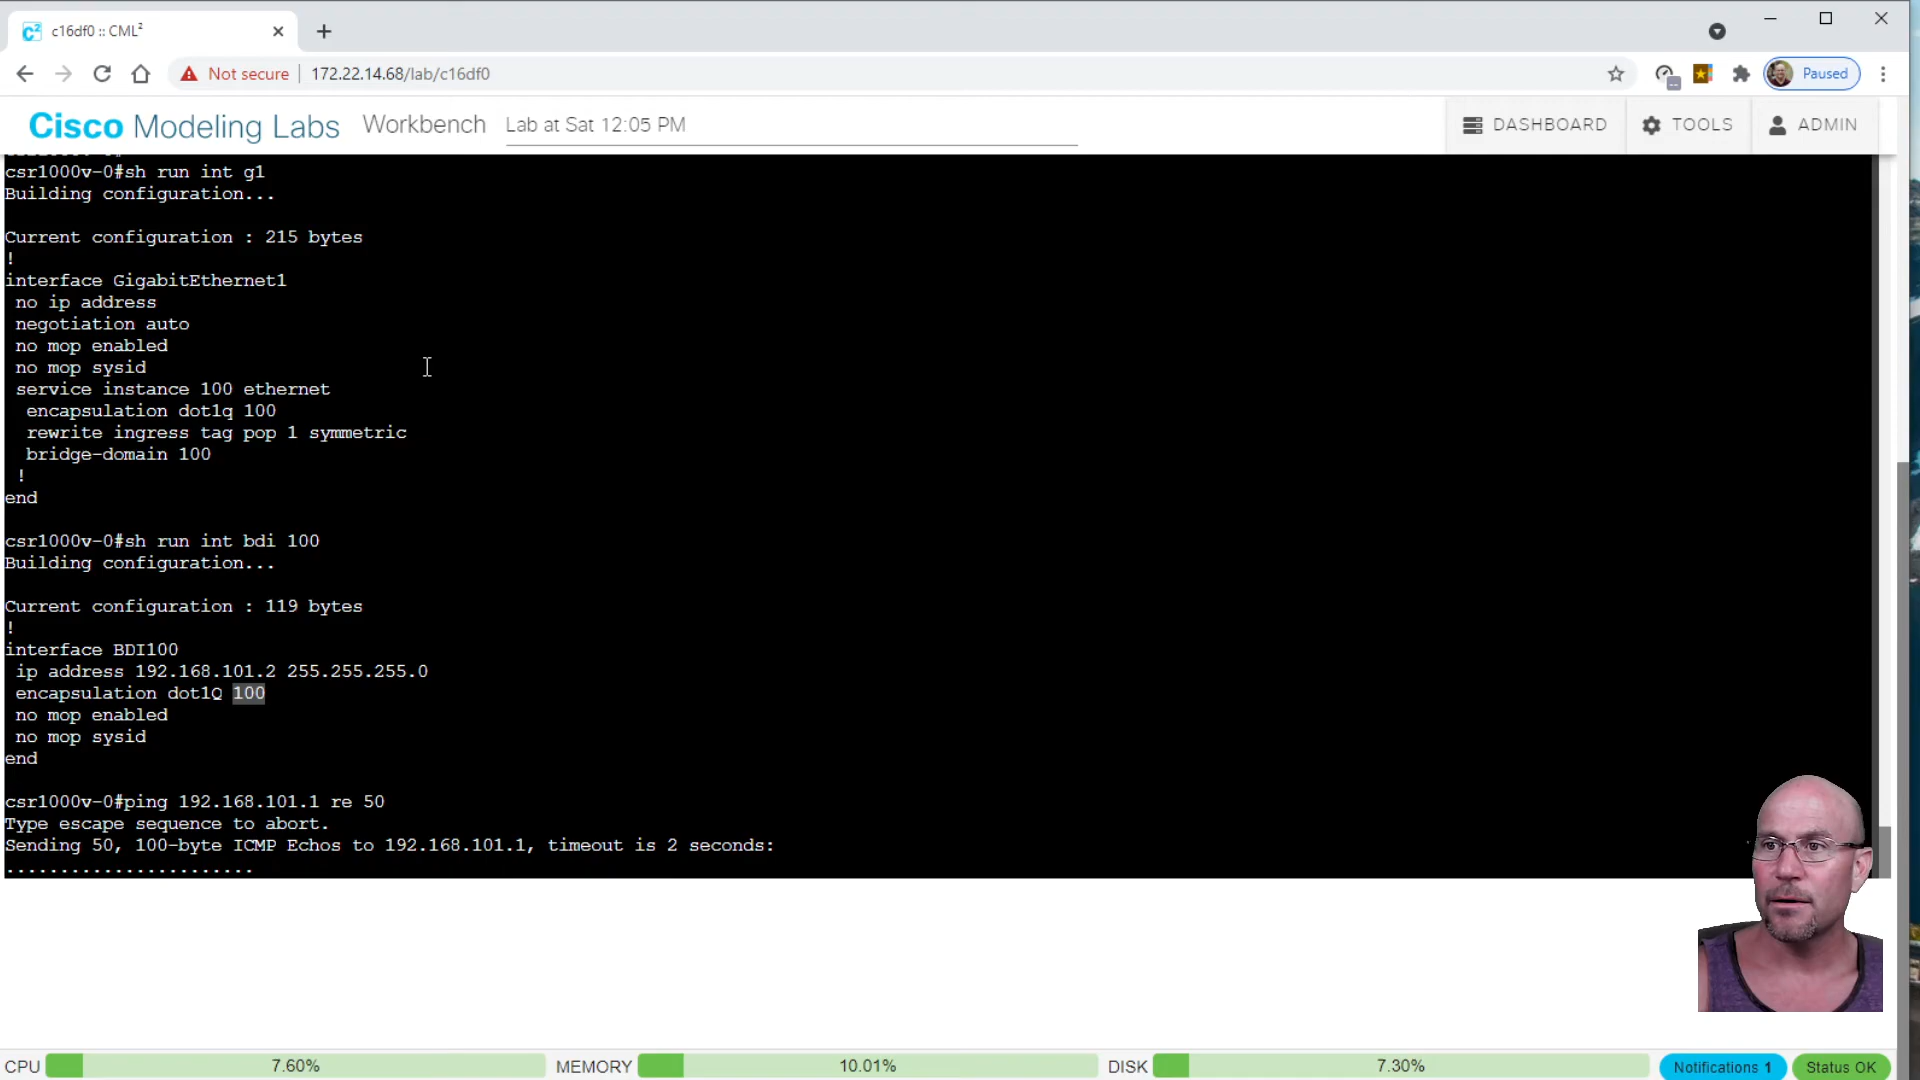 c16df0 :: CML²
Not secure
172.22.14.68/lab/c16df0
Paused
Cisco Modeling Labs
Workbench
Lab at Sat 12:05 PM
DASHBOARD
TOOLS
ADMIN
csr1000v-0#sh run int g1
Building configuration...
Current configuration : 215 bytes
!
interface GigabitEthernet1
no ip address
negotiation auto
no mop enabled
no mop sysid
service instance 100 ethernet
encapsulation dot1q 100
rewrite ingress tag pop 1 symmetric
bridge-domain 100
!
end
csr1000v-0#sh run int bdi 100
Building configuration...
Current configuration : 119 bytes
!
interface BDI100
ip address 192.168.101.2 255.255.255.0
encapsulation dot1Q 100
no mop enabled
no mop sysid
end
csr1000v-0#ping 192.168.101.1 re 50
Type escape sequence to abort.
Sending 50, 100-byte ICMP Echos to 192.168.101.1, timeout is 2 seconds:
.......................
CPU 7.60%
MEMORY 10.01%
DISK 7.30%
Notifications 1
Status OK